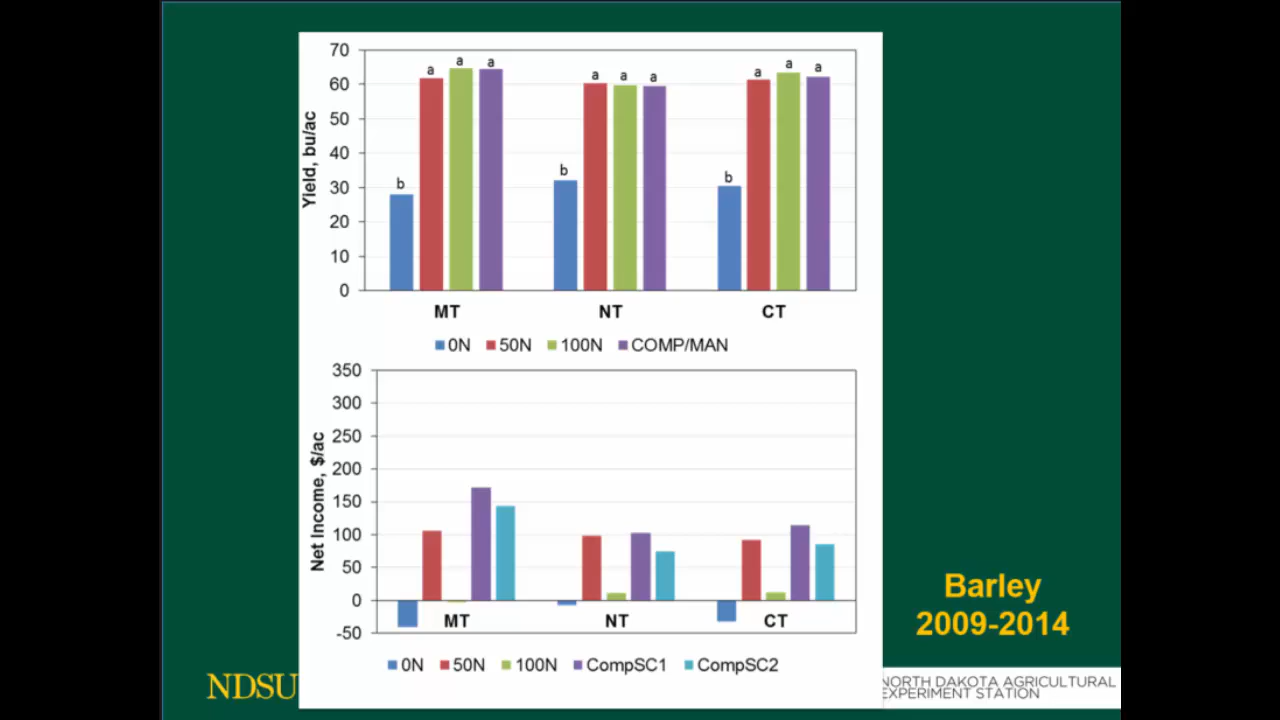 70
60
50
40
30
20
10
0
Yield, bu/ac
b a a a
b a a a
b a a a
MT NT CT
0N 50N 100N COMP/MAN
350
300
250
200
150
100
50
0
-50
Net Income, $/ac
MT NT CT
0N 50N 100N CompSC1 CompSC2
Barley
2009-2014
NDSU
NORTH DAKOTA AGRICULTURAL
EXPERIMENT STATION